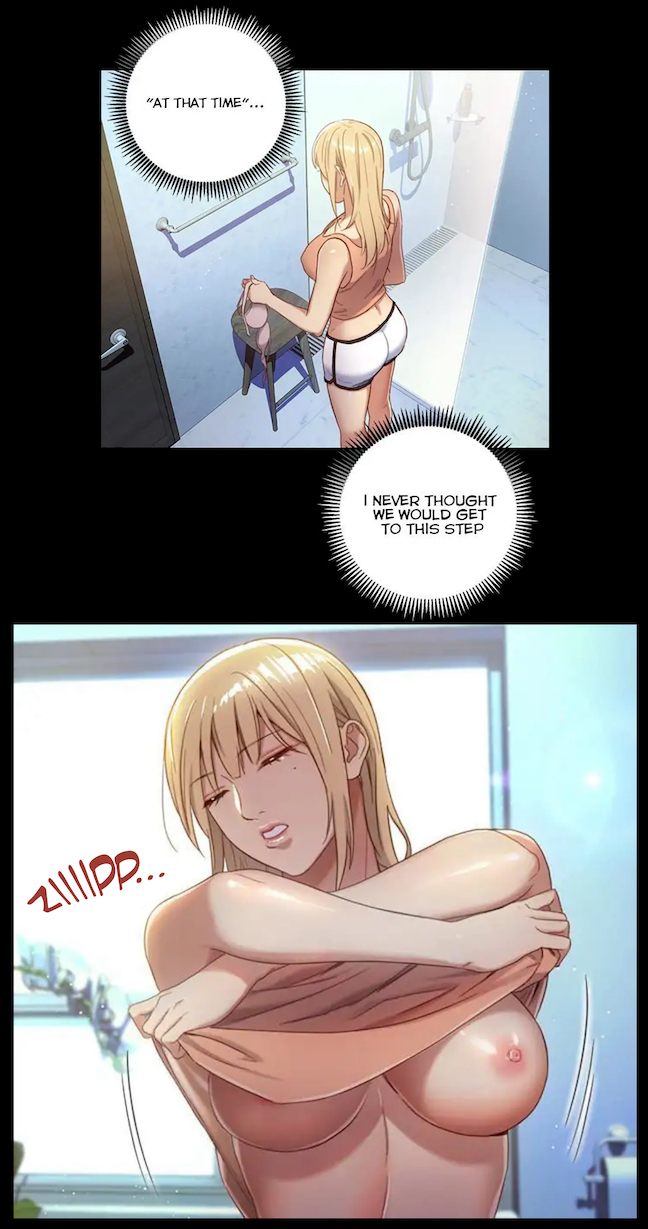 "AT THAT TIME"...
I NEVER THOUGHT
WE WOULD GET
TO THIS STEP
ZIIIIPP...